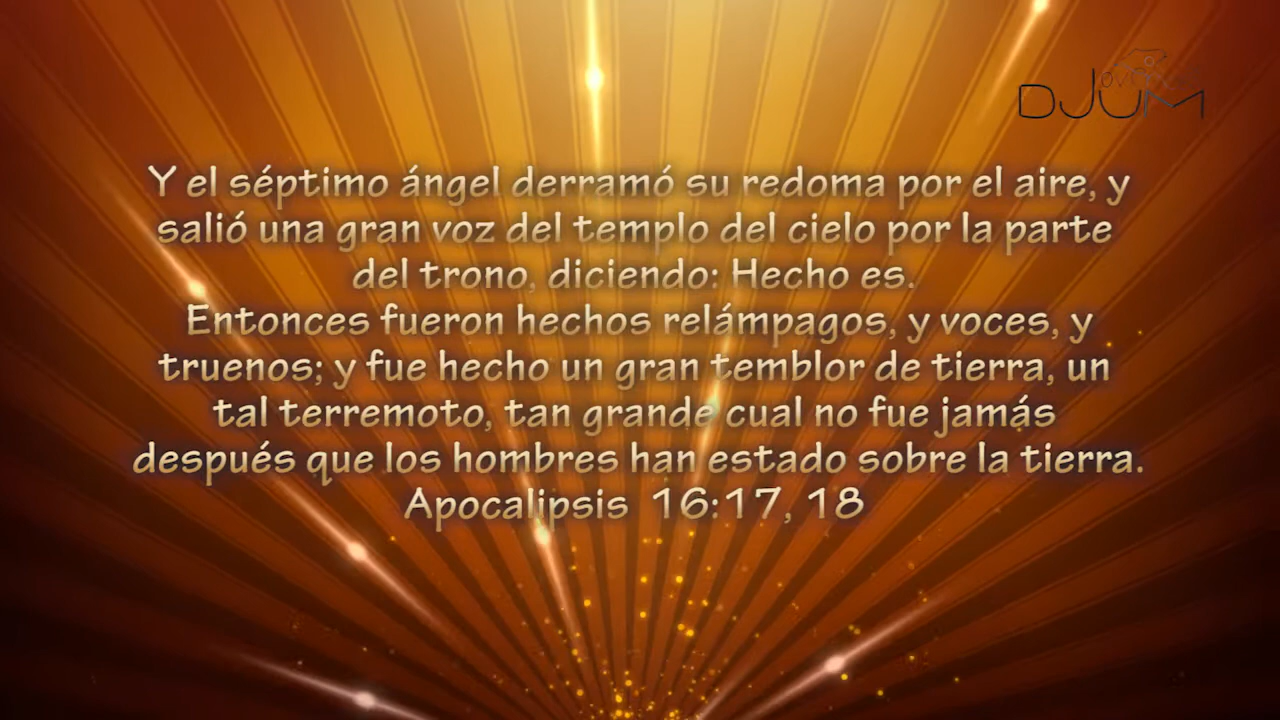 DJUM
Y el séptimo ángel derramó su redoma por el aire, y
salió una gran voz del templo del cielo por la parte
del trono, diciendo: Hecho es.
Entonces fueron hechos relámpagos, y voces, y
truenos; y fue hecho un gran temblor de tierra, un
tal terremoto, tan grande cual no fue jamás
después que los hombres han estado sobre la tierra.
Apocalipsis 16:17, 18